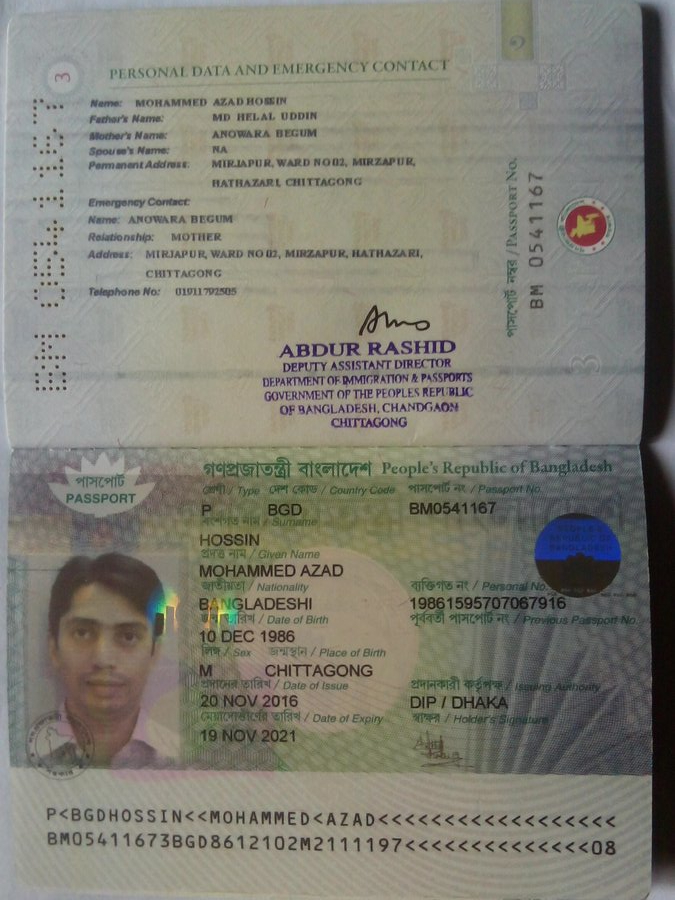 3
PERSONAL DATA AND EMERGENCY CONTACT
Name: MOHAMMED AZAD HOSSIN
Father's Name: MD HELAL UDDIN
Mother's Name: ANOWARA BEGUM
Spouse's Name: NA
Permanent Address: MIRJAPUR, WARD NO 02, MIRZAPUR,
HATHAZARI, CHITTAGONG
Emergency Contact:
Name: ANOWARA BEGUM
Relationship: MOTHER
Address: MIRJAPUR, WARD NO 02, MIRZAPUR, HATHAZARI,
CHITTAGONG
Telephone No: 01911792505
BM 0541167
পাসপোর্ট নম্বর / PASSPORT No.
BM 0541167
ABDUR RASHID
DEPUTY ASSISTANT DIRECTOR
DEPARTMENT OF IMMIGRATION & PASSPORTS
GOVERNMENT OF THE PEOPLES REPUBLIC
OF BANGLADESH, CHANDGAON
CHITTAGONG
পাসপোর্ট
PASSPORT
গণপ্রজাতন্ত্রী বাংলাদেশ People's Republic of Bangladesh
শ্রেণী / Type দেশ কোড / Country Code পাসপোর্ট নং / Passport No.
P BGD BM0541167
বংশগত নাম / Surname
HOSSIN
প্রদত্ত নাম / Given Name
MOHAMMED AZAD
জাতীয়তা / Nationality ব্যক্তিগত নং / Personal No.
BANGLADESHI 19861595707067916
তারিখ / Date of Birth পূর্ববর্তী পাসপোর্ট নং / Previous Passport No.
10 DEC 1986
লিঙ্গ / Sex জন্মস্থান / Place of Birth
M CHITTAGONG
প্রদানের তারিখ / Date of Issue প্রদানকারী কর্তৃপক্ষ / Issuing Authority
20 NOV 2016 DIP / DHAKA
মেয়াদোত্তীর্ণের তারিখ / Date of Expiry স্বাক্ষর / Holder's Signature
19 NOV 2021
P<BGDHOSSIN<<MOHAMMED<AZAD<<<<<<<<<<<<<<<<<<
BM05411673BGD8612102M2111197<<<<<<<<<<<<<<08